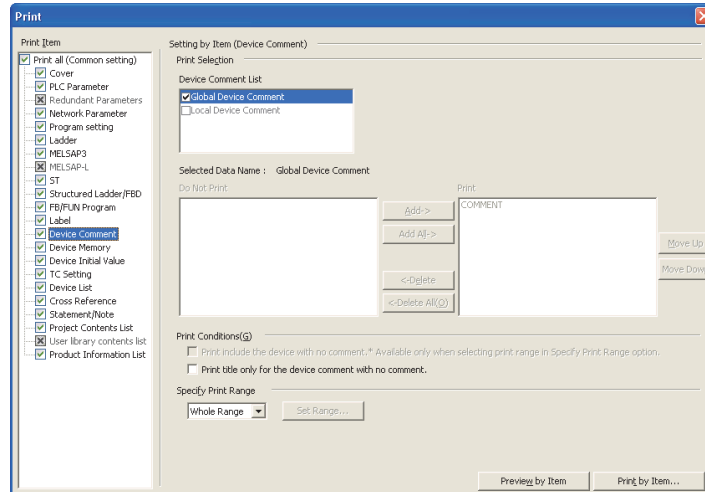 Print
Print Item
Print all (Common setting)
Cover
PLC Parameter
Redundant Parameters
Network Parameter
Program setting
Ladder
MELSAP3
MELSAP-L
ST
Structured Ladder/FBD
FB/FUN Program
Label
Device Comment
Device Memory
Device Initial Value
TC Setting
Device List
Cross Reference
Statement/Note
Project Contents List
User library contents list
Product Information List
Setting by Item (Device Comment)
Print Selection
Device Comment List
Global Device Comment
Local Device Comment
Selected Data Name : Global Device Comment
Do Not Print
Print
COMMENT
Add->
Add All->
<-Delete
<-Delete All(O)
Move Up
Move Dow
Print Conditions(G)
Print include the device with no comment.* Available only when selecting print range in Specify Print Range option.
Print title only for the device comment with no comment.
Specify Print Range
Whole Range
Set Range...
Preview by Item
Print by Item...